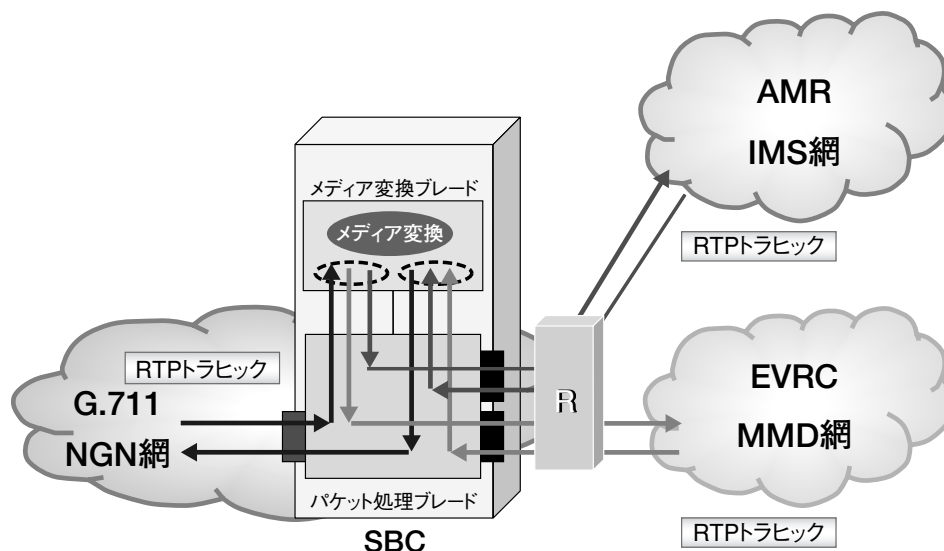 AMR
IMS網
RTPトラヒック
メディア変換ブレード
メディア変換
RTPトラヒック
G.711
NGN網
R
EVRC
MMD網
パケット処理ブレード
SBC
RTPトラヒック